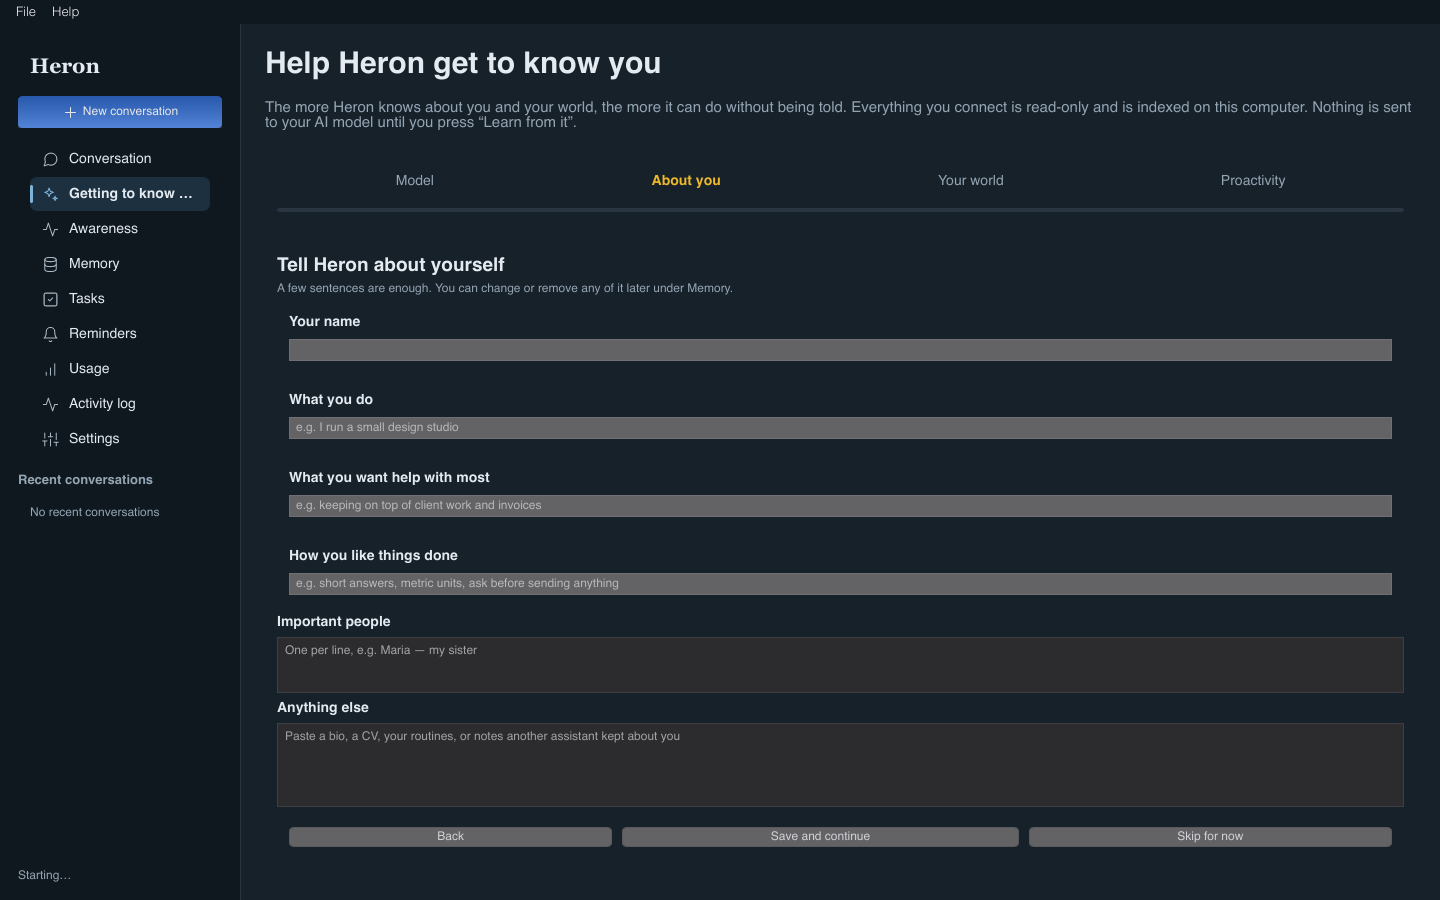 File Help
Heron
New conversation
Conversation
Getting to know ...
Awareness
Memory
Tasks
Reminders
Usage
Activity log
Settings
Recent conversations
No recent conversations
Starting...
Help Heron get to know you
The more Heron knows about you and your world, the more it can do without being told. Everything you connect is read-only and is indexed on this computer. Nothing is sent
to your AI model until you press “Learn from it”.
Model About you Your world Proactivity
Tell Heron about yourself
A few sentences are enough. You can change or remove any of it later under Memory.
Your name
What you do
e.g. I run a small design studio
What you want help with most
e.g. keeping on top of client work and invoices
How you like things done
e.g. short answers, metric units, ask before sending anything
Important people
One per line, e.g. Maria — my sister
Anything else
Paste a bio, a CV, your routines, or notes another assistant kept about you
Back Save and continue Skip for now